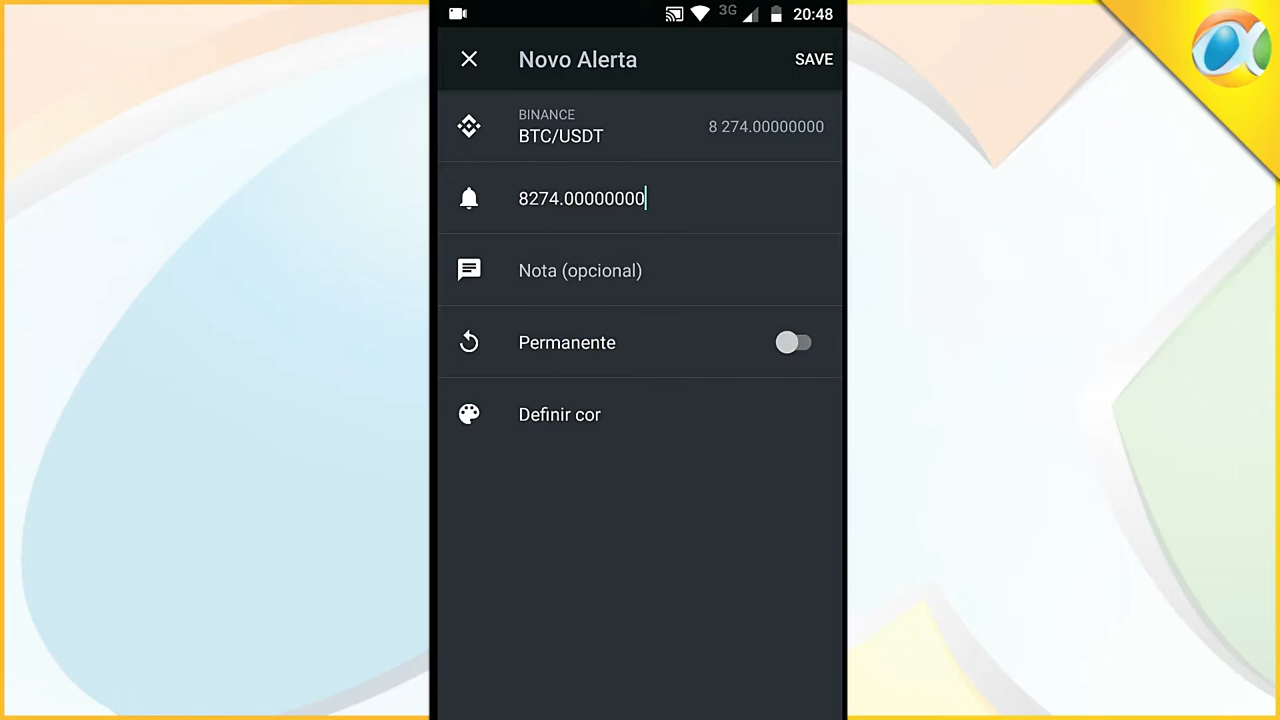 3G 20:48
Novo Alerta SAVE
BINANCE
BTC/USDT 8 274.00000000
8274.00000000
Nota (opcional)
Permanente
Definir cor